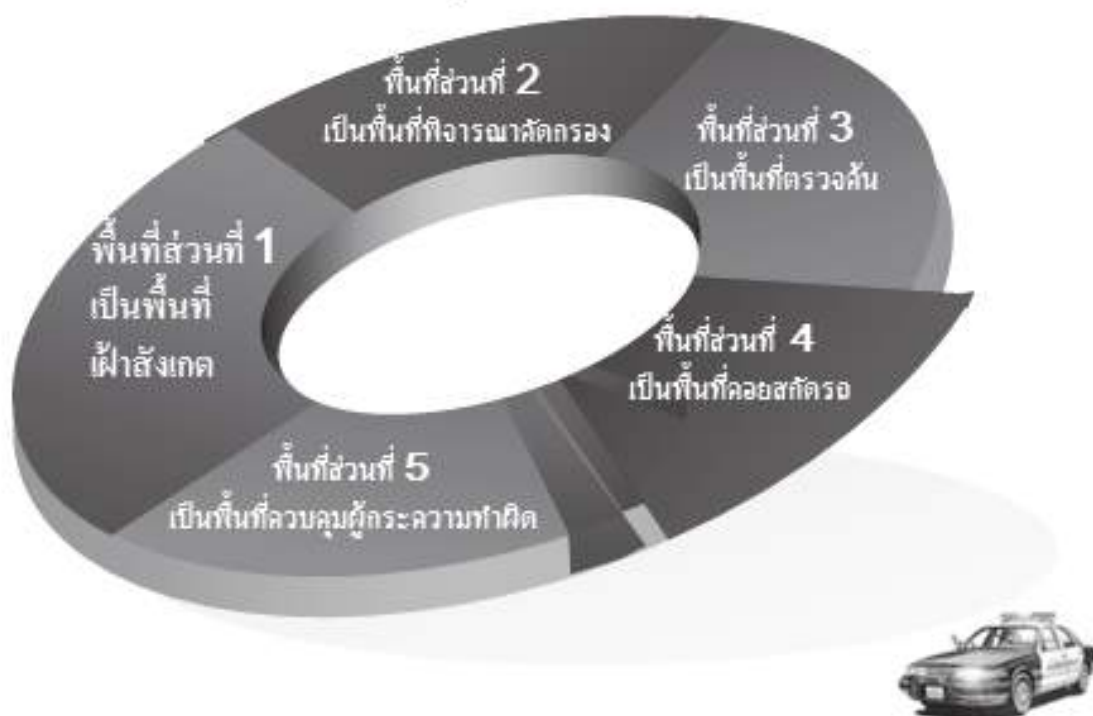 พื้นที่ส่วนที่ 1
เป็นพื้นที่
เฝ้าสังเกต
พื้นที่ส่วนที่ 2
เป็นพื้นที่พิจารณาคัดกรอง
พื้นที่ส่วนที่ 3
เป็นพื้นที่ตรวจค้น
พื้นที่ส่วนที่ 4
เป็นพื้นที่คอยสกัดรถ
พื้นที่ส่วนที่ 5
เป็นพื้นที่ควบคุมผู้กระความทำผิด